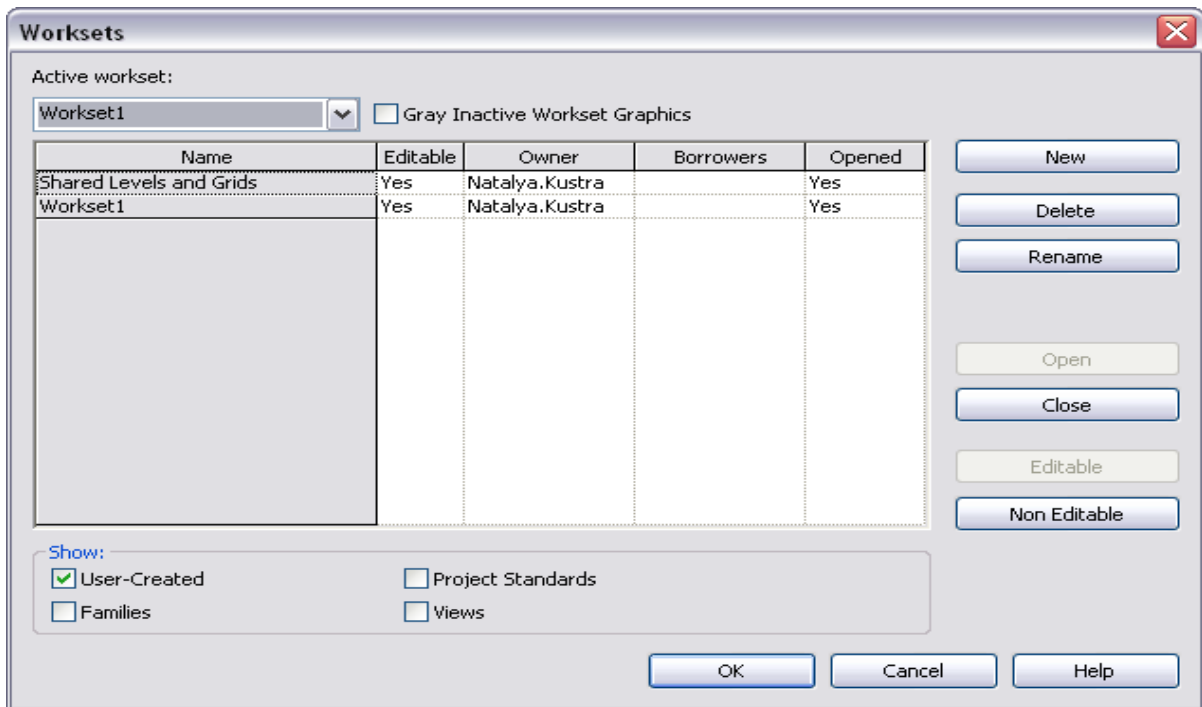 Worksets
Active workset:
Workset1
Gray Inactive Workset Graphics
Name Editable Owner Borrowers Opened
Shared Levels and Grids Yes Natalya.Kustra Yes
Workset1 Yes Natalya.Kustra Yes
New
Delete
Rename
Open
Close
Editable
Non Editable
Show:
User-Created Project Standards
Families Views
OK Cancel Help